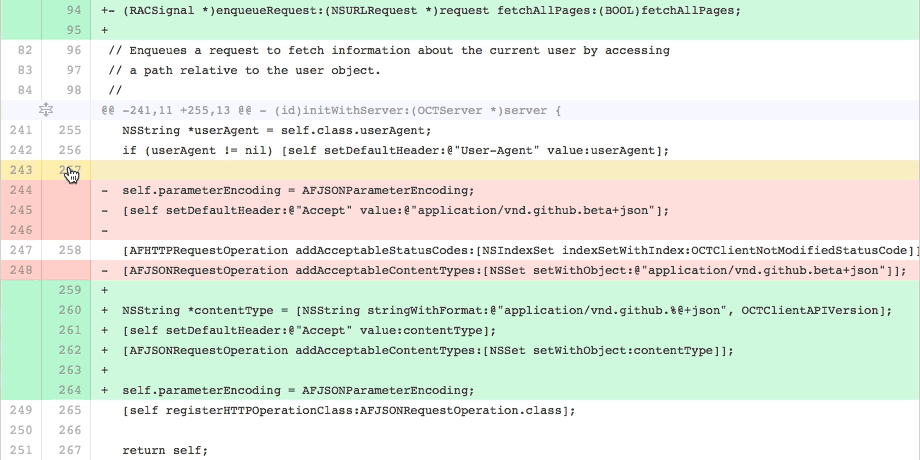 94 +- (RACSignal *)enqueueRequest:(NSURLRequest *)request fetchAllPages:(BOOL)fetchAllPages;
95 +
82 96 // Enqueues a request to fetch information about the current user by accessing
83 97 // a path relative to the user object.
84 98 //
@@ -241,11 +255,13 @@ - (id)initWithServer:(OCTServer *)server {
241 255 NSString *userAgent = self.class.userAgent;
242 256 if (userAgent != nil) [self setDefaultHeader:@"User-Agent" value:userAgent];
243 257
244 - self.parameterEncoding = AFJSONParameterEncoding;
245 - [self setDefaultHeader:@"Accept" value:@"application/vnd.github.beta+json"];
246 -
247 258 [AFHTTPRequestOperation addAcceptableStatusCodes:[NSIndexSet indexSetWithIndex:OCTClientNotModifiedStatusCode]]
248 - [AFJSONRequestOperation addAcceptableContentTypes:[NSSet setWithObject:@"application/vnd.github.beta+json"]];
259 +
260 + NSString *contentType = [NSString stringWithFormat:@"application/vnd.github.%@+json", OCTClientAPIVersion];
261 + [self setDefaultHeader:@"Accept" value:contentType];
262 + [AFJSONRequestOperation addAcceptableContentTypes:[NSSet setWithObject:contentType]];
263 +
264 + self.parameterEncoding = AFJSONParameterEncoding;
249 265 [self registerHTTPOperationClass:AFJSONRequestOperation.class];
250 266
251 267 return self;